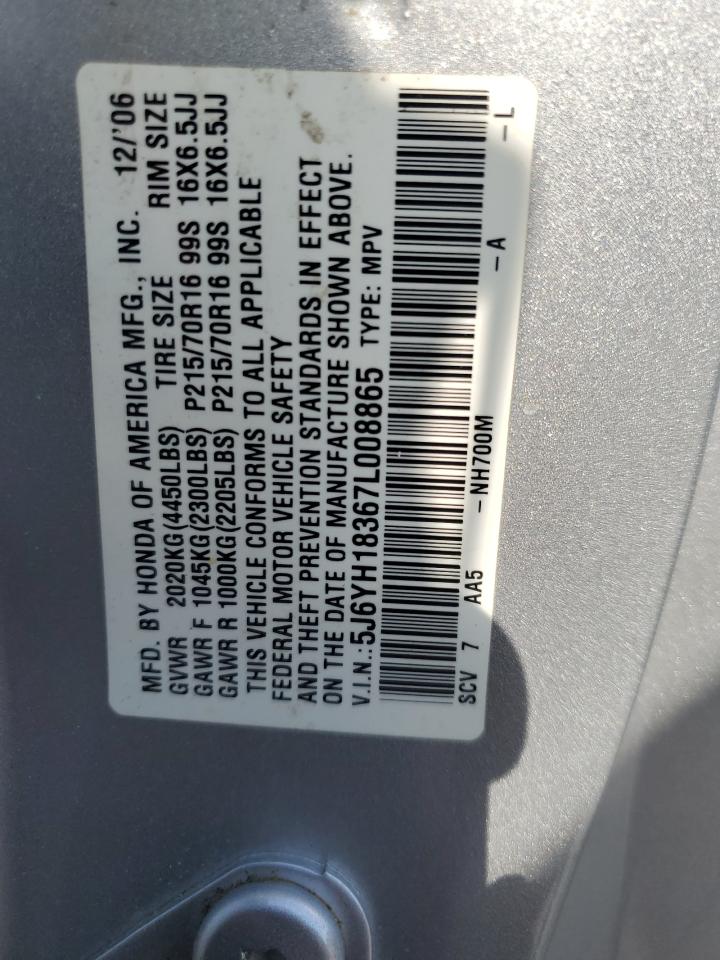 MFD. BY HONDA OF AMERICA MFG., INC. 12/'06
GVWR 2020KG(4450LBS) TIRE SIZE RIM SIZE
GAWR F 1045KG(2300LBS) P215/70R16 99S 16X6.5JJ
GAWR R 1000KG(2205LBS) P215/70R16 99S 16X6.5JJ
THIS VEHICLE CONFORMS TO ALL APPLICABLE
FEDERAL MOTOR VEHICLE SAFETY
AND THEFT PREVENTION STANDARDS IN EFFECT
ON THE DATE OF MANUFACTURE SHOWN ABOVE.
V.I.N.:5J6YH18367L008865 TYPE: MPV
SCV 7 AA5 -NH700M -A -L